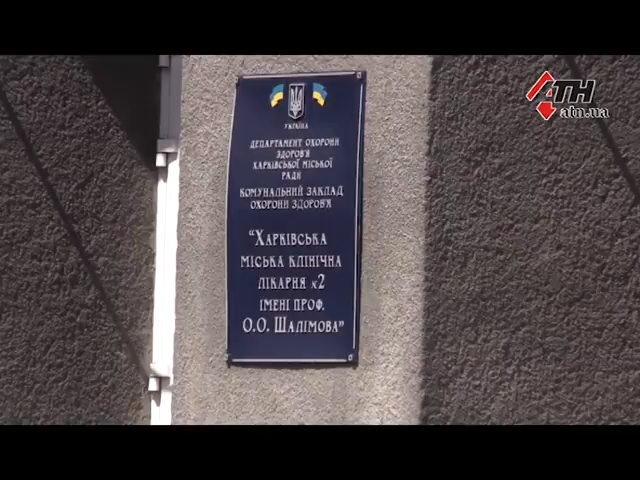 АТН
atn.ua
УКРАЇНА
ДЕПАРТАМЕНТ ОХОРОНИ
ЗДОРОВ'Я
ХАРКІВСЬКОЇ МІСЬКОЇ
РАДИ
КОМУНАЛЬНИЙ ЗАКЛАД
ОХОРОНИ ЗДОРОВ'Я
"ХАРКІВСЬКА
МІСЬКА КЛІНІЧНА
ЛІКАРНЯ №2
ІМЕНІ ПРОФ.
О.О. ШАЛІМОВА"